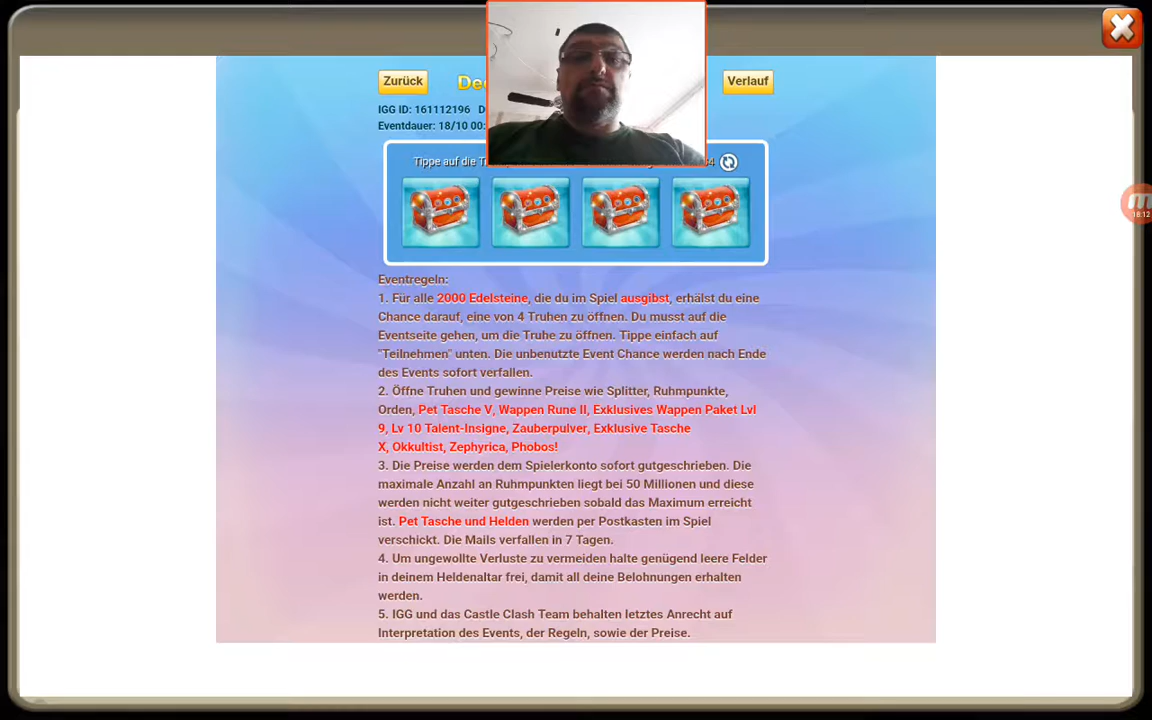 Zurück
Verlauf
IGG ID: 161112196
Eventdauer: 18/10 00:
Tippe auf die
Eventregeln:
1. Für alle 2000 Edelsteine, die du im Spiel ausgibst, erhälst du eine
Chance darauf, eine von 4 Truhen zu öffnen. Du musst auf die
Eventseite gehen, um die Truhe zu öffnen. Tippe einfach auf
"Teilnehmen" unten. Die unbenutzte Event Chance werden nach Ende
des Events sofort verfallen.
2. Öffne Truhen und gewinne Preise wie Splitter, Ruhmpunkte,
Orden, Pet Tasche V, Wappen Rune II, Exklusives Wappen Paket Lvl
9, Lv 10 Talent-Insigne, Zauberpulver, Exklusive Tasche
X, Okkultist, Zephyrica, Phobos!
3. Die Preise werden dem Spielerkonto sofort gutgeschrieben. Die
maximale Anzahl an Ruhmpunkten liegt bei 50 Millionen und diese
werden nicht weiter gutgeschrieben sobald das Maximum erreicht
ist. Pet Tasche und Helden werden per Postkasten im Spiel
verschickt. Die Mails verfallen in 7 Tagen.
4. Um ungewollte Verluste zu vermeiden halte genügend leere Felder
in deinem Heldenaltar frei, damit all deine Belohnungen erhalten
werden.
5. IGG und das Castle Clash Team behalten letztes Anrecht auf
Interpretation des Events, der Regeln, sowie der Preise.
18:12